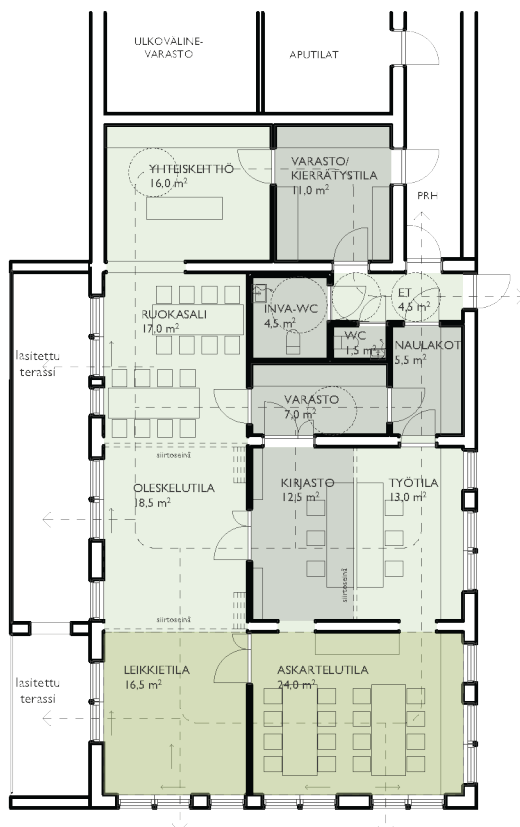 ULKOVÄLINE-
VARASTO
APUTILAT
YHTEISKEITTIÖ
16,0 m²
VARASTO/
KIERRÄTYSTILA
11,0 m²
PRH
RUOKASALI
17,0 m²
INVA-WC
4,5 m²
ET
4,5 m²
WC
1,5 m²
NAULAKOT
5,5 m²
lasitettu
terassi
VARASTO
7,0 m²
siirtoseinä
OLESKELUTILA
18,5 m²
KIRJASTO
12,5 m²
TYÖTILA
13,0 m²
siirtoseinä
siirtoseinä
lasitettu
terassi
LEIKKIETILA
16,5 m²
ASKARTELUTILA
24,0 m²